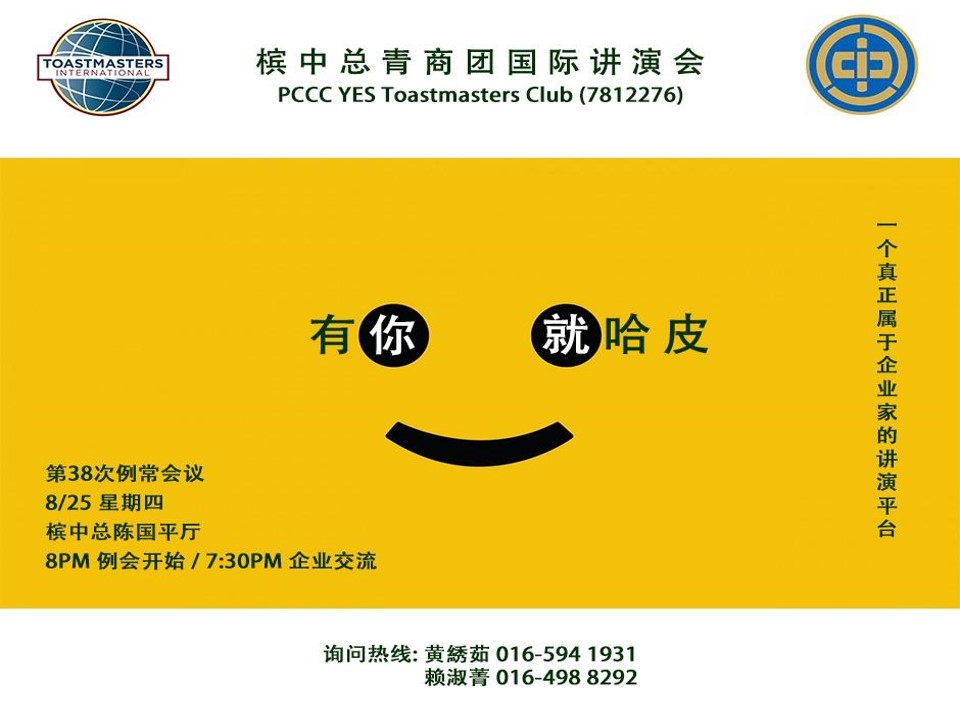 TOASTMASTERS
INTERNATIONAL
槟中总青商团国际讲演会
PCCC YES Toastmasters Club (7812276)
一个真正属于企业家的讲演平台
有你 就哈皮
第38次例常会议
8/25 星期四
槟中总陈国平厅
8PM 例会开始 / 7:30PM 企业交流
询问热线: 黄綉茹 016-594 1931
赖淑菁 016-498 8292